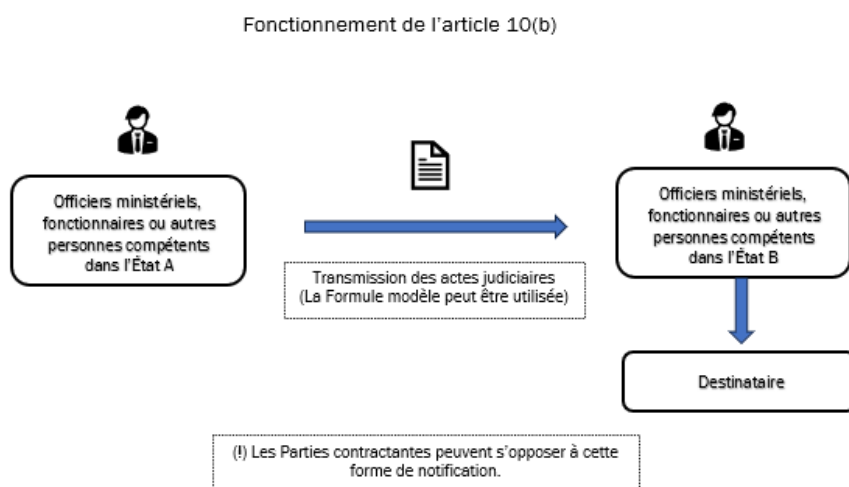 Fonctionnement de l'article 10(b)
Officiers ministériels,
fonctionnaires ou autres
personnes compétents
dans l'État A
Transmission des actes judiciaires
(La Formule modèle peut être utilisée)
Officiers ministériels,
fonctionnaires ou autres
personnes compétents
dans l'État B
Destinataire
(!) Les Parties contractantes peuvent s'opposer à cette
forme de notification.